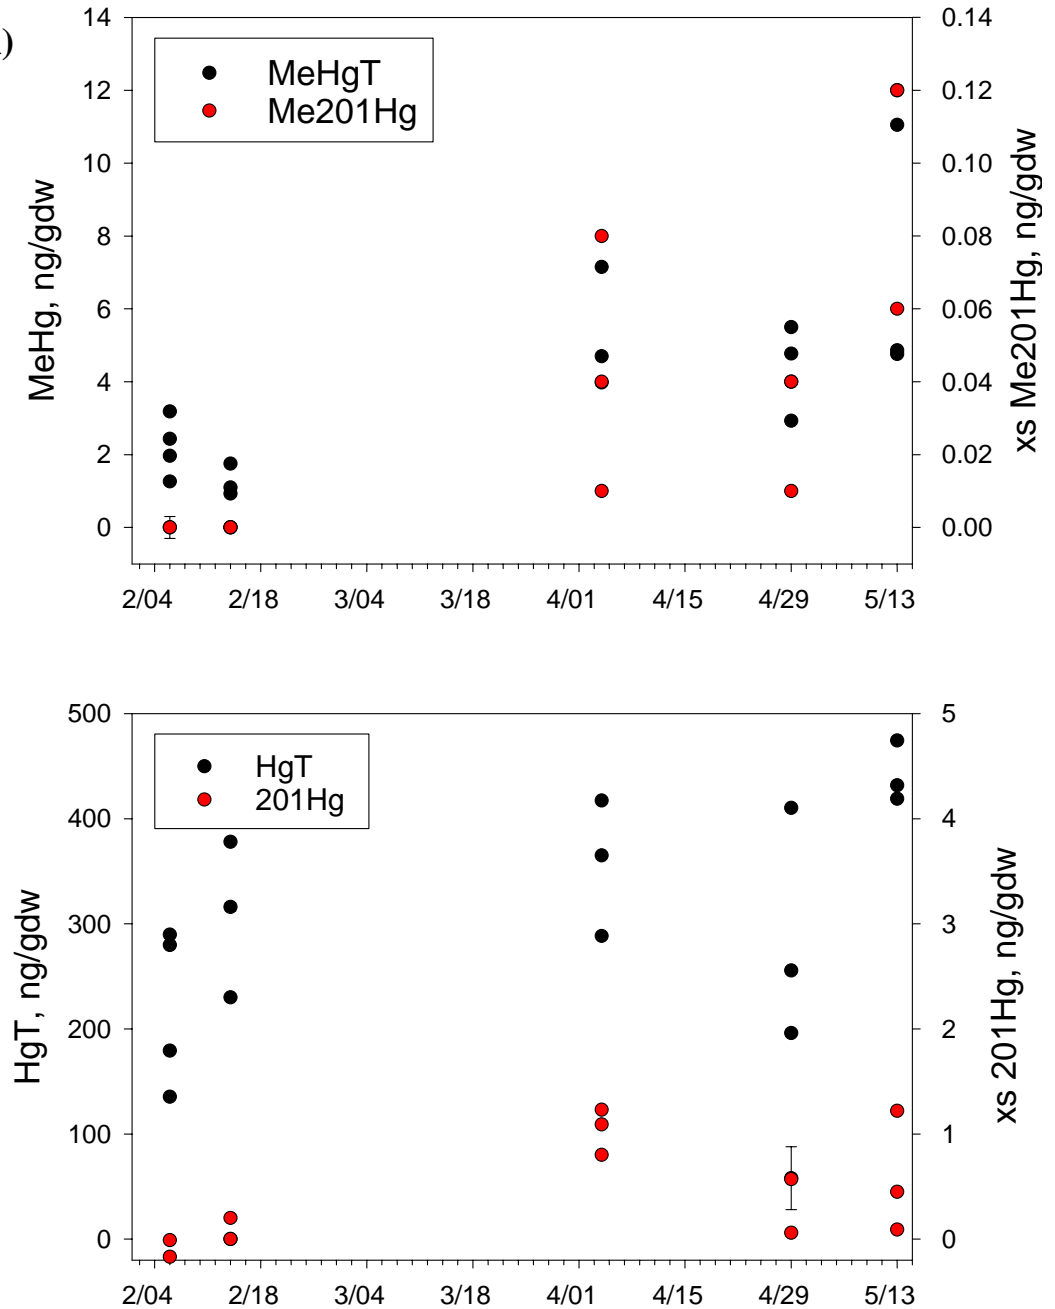 )
14 0.14
MeHgT
Me201Hg
12 0.12
10 0.10
8 0.08
6 0.06
4 0.04
2 0.02
0 0.00
MeHg, ng/gdw
xs Me201Hg, ng/gdw
2/04 2/18 3/04 3/18 4/01 4/15 4/29 5/13
500 5
HgT
201Hg
400 4
300 3
200 2
100 1
0 0
HgT, ng/gdw
xs 201Hg, ng/gdw
2/04 2/18 3/04 3/18 4/01 4/15 4/29 5/13